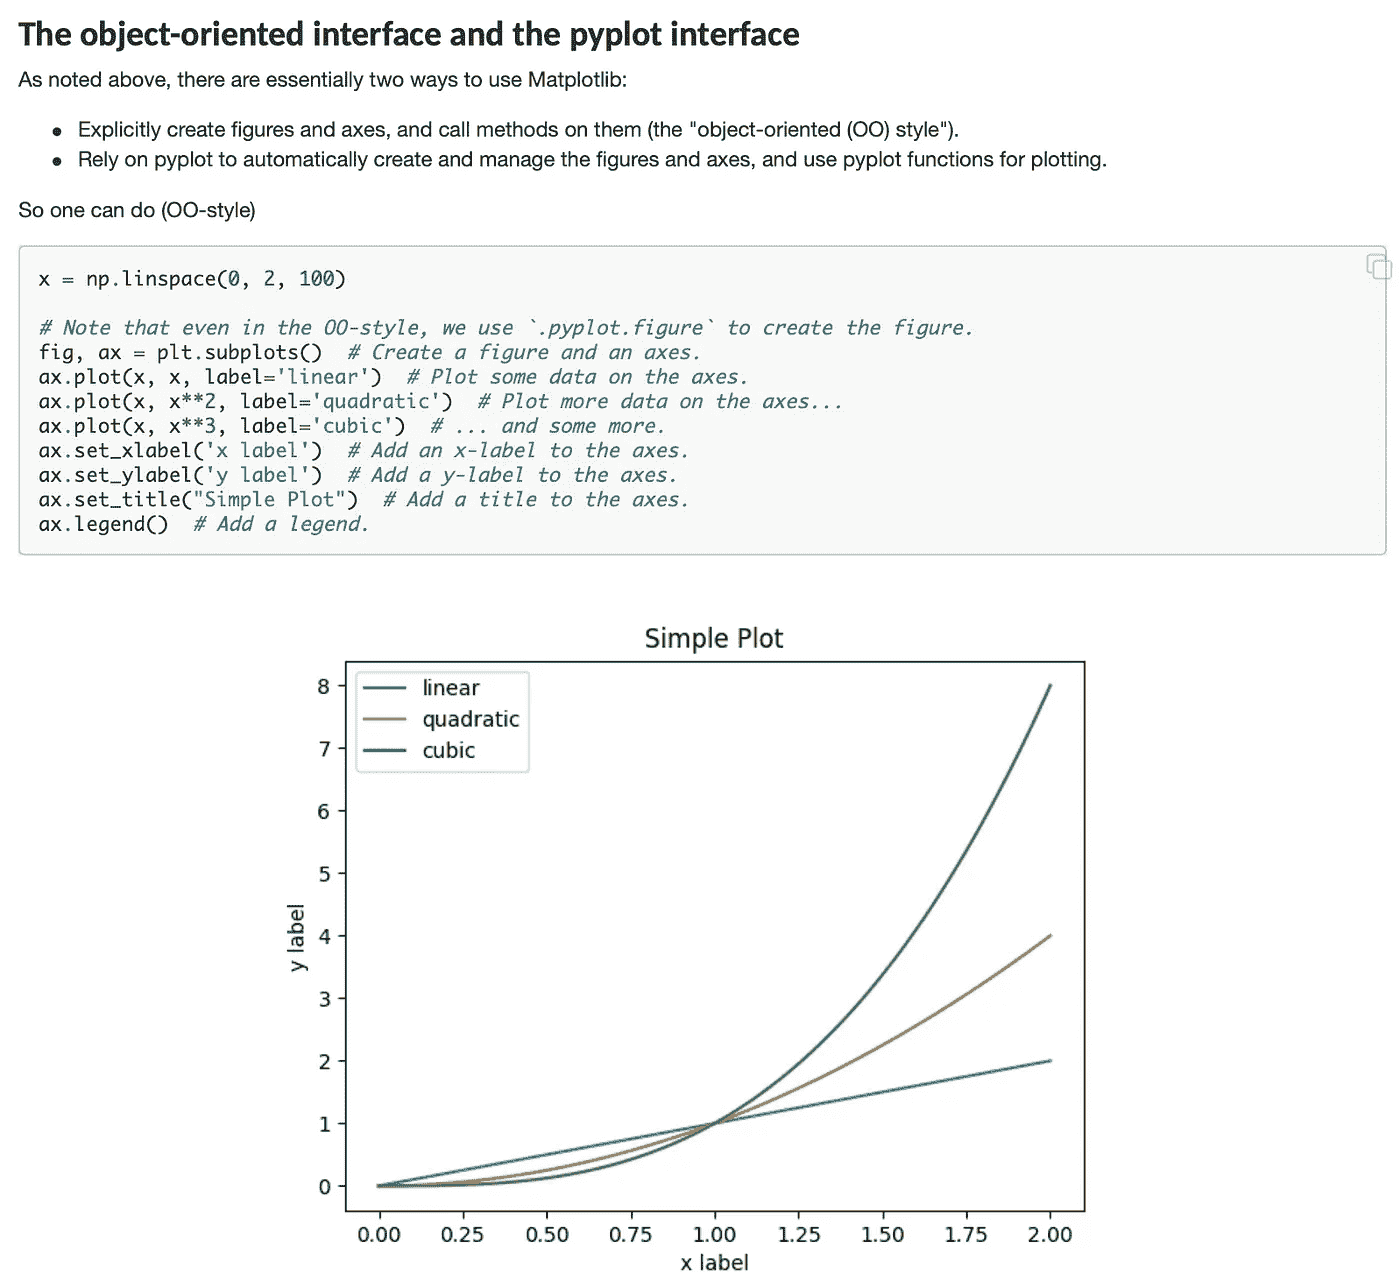 The object-oriented interface and the pyplot interface
As noted above, there are essentially two ways to use Matplotlib:
• Explicitly create figures and axes, and call methods on them (the "object-oriented (OO) style").
• Rely on pyplot to automatically create and manage the figures and axes, and use pyplot functions for plotting.
So one can do (OO-style)
x = np.linspace(0, 2, 100)
# Note that even in the OO-style, we use `.pyplot.figure` to create the figure.
fig, ax = plt.subplots()  # Create a figure and an axes.
ax.plot(x, x, label='linear')  # Plot some data on the axes.
ax.plot(x, x**2, label='quadratic')  # Plot more data on the axes...
ax.plot(x, x**3, label='cubic')  # ... and some more.
ax.set_xlabel('x label')  # Add an x-label to the axes.
ax.set_ylabel('y label')  # Add a y-label to the axes.
ax.set_title("Simple Plot")  # Add a title to the axes.
ax.legend()  # Add a legend.
Simple Plot
linear
quadratic
cubic
8
7
6
5
4
3
2
1
0
y label
0.00 0.25 0.50 0.75 1.00 1.25 1.50 1.75 2.00
x label